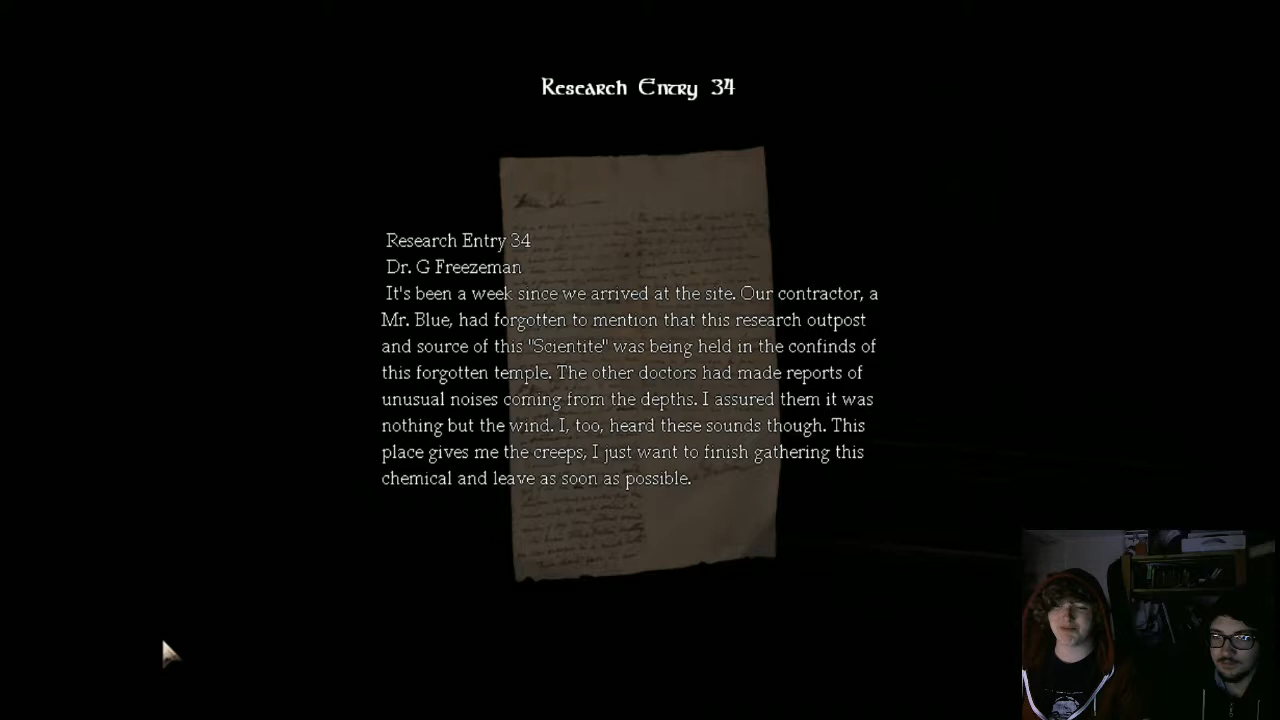 Research Entry 34
Research Entry 34
Dr. G Freezeman
It's been a week since we arrived at the site. Our contractor, a
Mr. Blue, had forgotten to mention that this research outpost
and source of this "Scientite" was being held in the confinds of
this forgotten temple. The other doctors had made reports of
unusual noises coming from the depths. I assured them it was
nothing but the wind. I, too, heard these sounds though. This
place gives me the creeps, I just want to finish gathering this
chemical and leave as soon as possible.